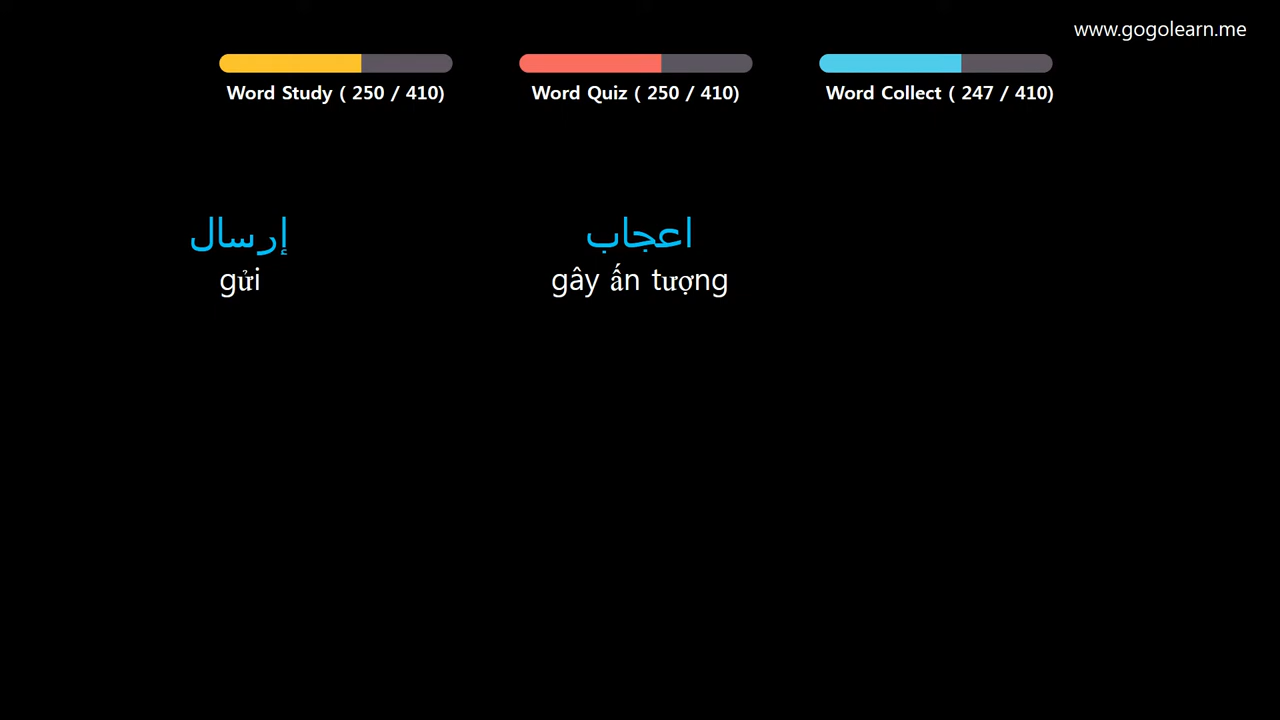 www.gogolearn.me
Word Study ( 250 / 410)
Word Quiz ( 250 / 410)
Word Collect ( 247 / 410)
إرسال
gửi
اعجاب
gây ấn tượng